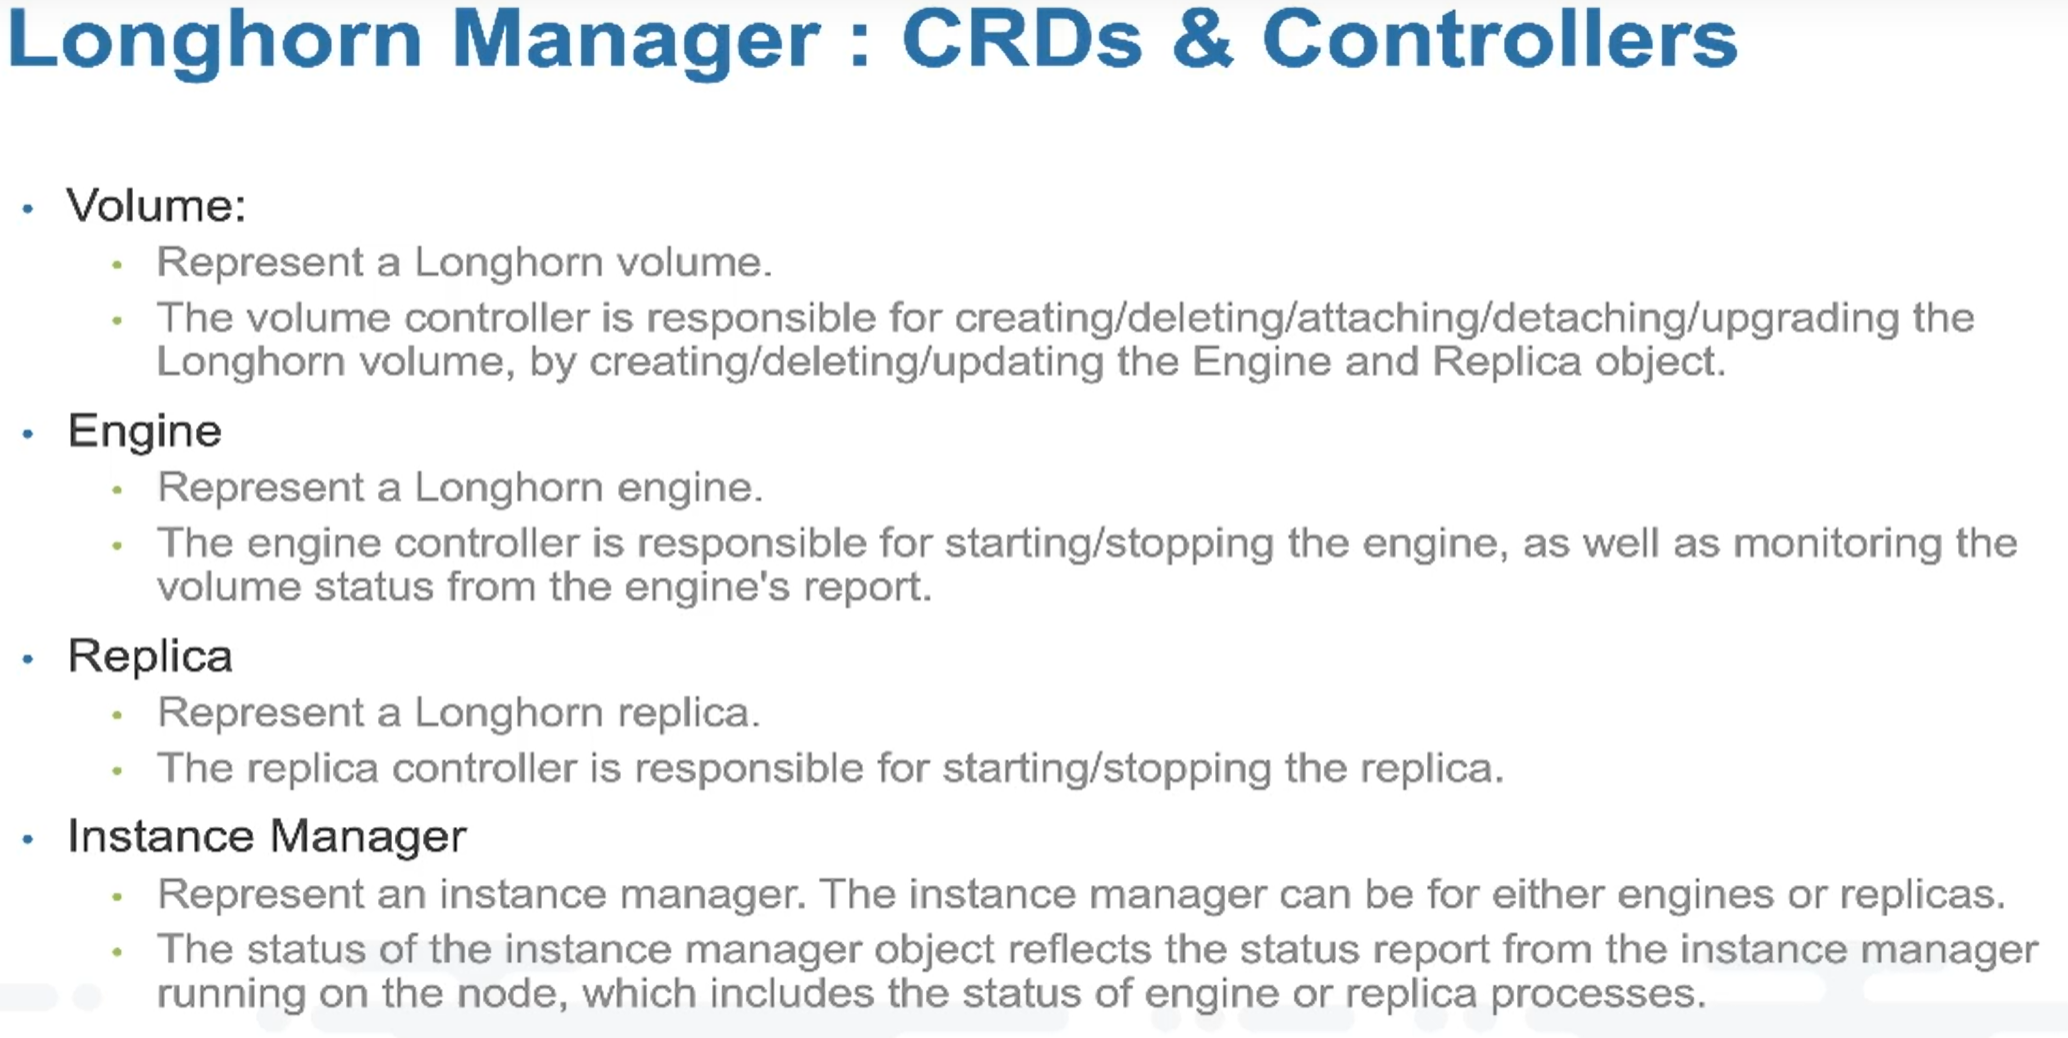 Longhorn Manager : CRDs & Controllers
• Volume:
• Represent a Longhorn volume.
• The volume controller is responsible for creating/deleting/attaching/detaching/upgrading the
Longhorn volume, by creating/deleting/updating the Engine and Replica object.
• Engine
• Represent a Longhorn engine.
• The engine controller is responsible for starting/stopping the engine, as well as monitoring the
volume status from the engine's report.
• Replica
• Represent a Longhorn replica.
• The replica controller is responsible for starting/stopping the replica.
• Instance Manager
• Represent an instance manager. The instance manager can be for either engines or replicas.
• The status of the instance manager object reflects the status report from the instance manager
running on the node, which includes the status of engine or replica processes.